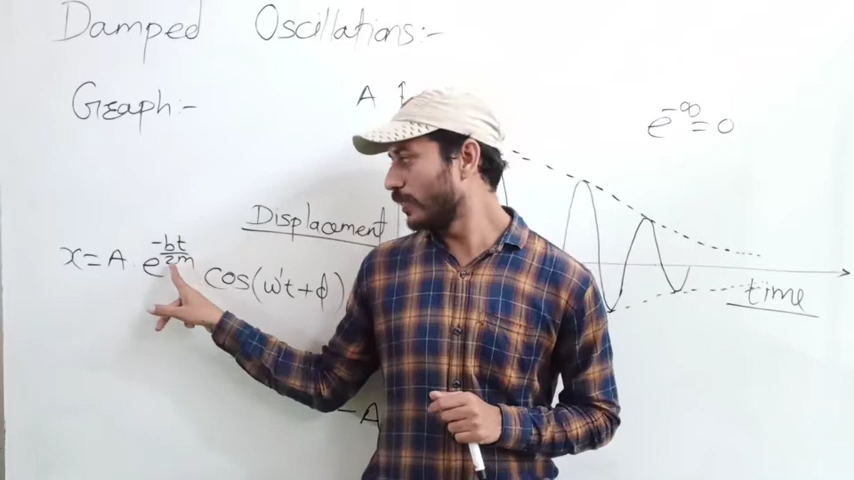 Damped Oscillations:-
Graph:-
A
e^-∞ = 0
Displacement
x = A . e^(-bt/2m) cos(ω't+ϕ)
time
-A